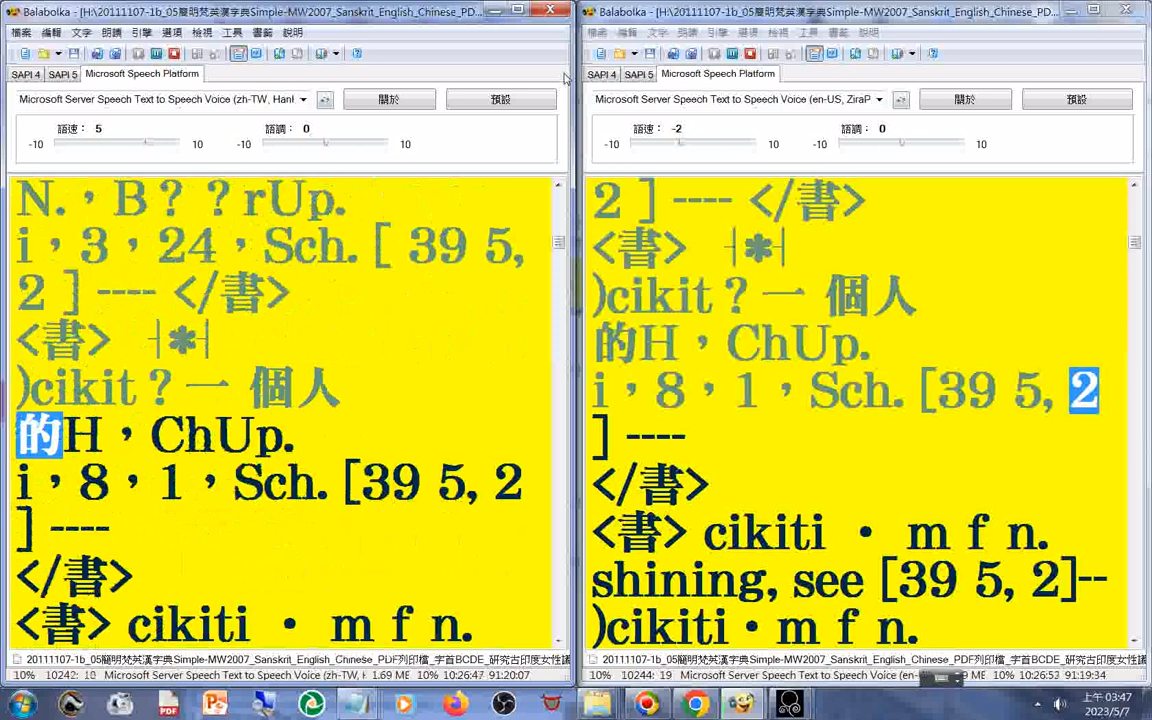 Balabolka - [H:\20111107-1b_05簡明梵英漢字典Simple-MW2007_Sanskrit_English_Chinese_PD...
檔案 編輯 文字 朗讀 引擎 選項 檢視 工具 書籤 說明
SAPI 4 SAPI 5 Microsoft Speech Platform
Microsoft Server Speech Text to Speech Voice (zh-TW, HanH 關於 預設
語速: 5 語調: 0
-10 10 -10 10
N.，B？？rUp.
i，3，24，Sch. [ 39 5,
2 ] ---- </書>
<書> ┤✽├
)cikit？一 個人
的H，ChUp.
i，8，1，Sch. [39 5, 2
] ----
</書>
<書> cikiti • m f n.
20111107-1b_05簡明梵英漢字典Simple-MW2007_Sanskrit_English_Chinese_PDF列印檔_字首BCDE_研究古印度女性議
10% 10242: 18 Microsoft Server Speech Text to Speech Voice (zh-TW, H 1.69 MB 10% 10:26:47 91:20:07
Balabolka - [H:\20111107-1b_05簡明梵英漢字典Simple-MW2007_Sanskrit_English_Chinese_PD...
檔案 編輯 文字 朗讀 引擎 選項 檢視 工具 書籤 說明
SAPI 4 SAPI 5 Microsoft Speech Platform
Microsoft Server Speech Text to Speech Voice (en-US, ZiraP 關於 預設
語速: -2 語調: 0
-10 10 -10 10
2 ] ---- </書>
<書> ┤✽├
)cikit？一 個人
的H，ChUp.
i，8，1，Sch. [39 5, 2
] ----
</書>
<書> cikiti • m f n.
shining, see [39 5, 2]--
)cikiti•m f n.
20111107-1b_05簡明梵英漢字典Simple-MW2007_Sanskrit_English_Chinese_PDF列印檔_字首BCDE_研究古印度女性議
10% 10244: 19 Microsoft Server Speech Text to Speech Voice (en-U 10% 10:26:53 91:19:34
上午 03:47
2023/5/7